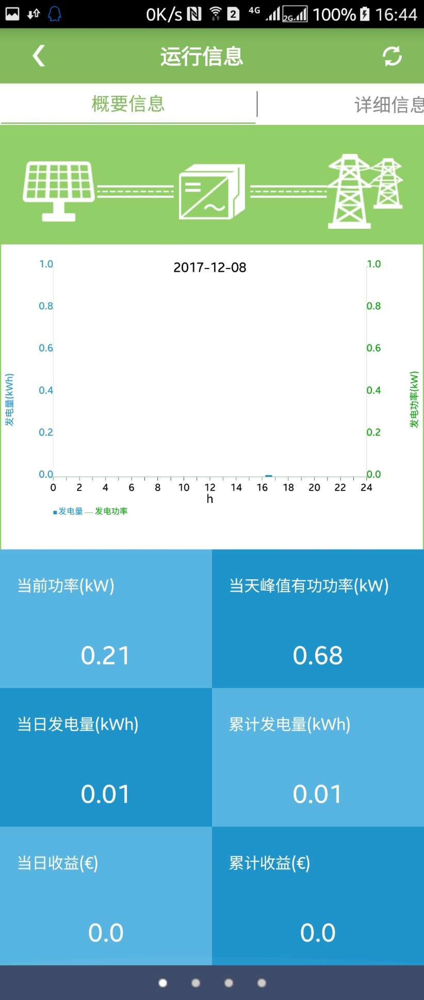 0K/s 2 4G 2G 100% 16:44
运行信息
概要信息 详细信息
2017-12-08
1.0 1.0
0.8 0.8
0.6 0.6
0.4 0.4
0.2 0.2
0.0 0.0
发电量(kWh)
发电功率(kW)
0 2 4 6 8 10 12 14 16 18 20 22 24
h
发电量 发电功率
当前功率(kW) 当天峰值有功功率(kW)
0.21 0.68
当日发电量(kWh) 累计发电量(kWh)
0.01 0.01
当日收益(€) 累计收益(€)
0.0 0.0